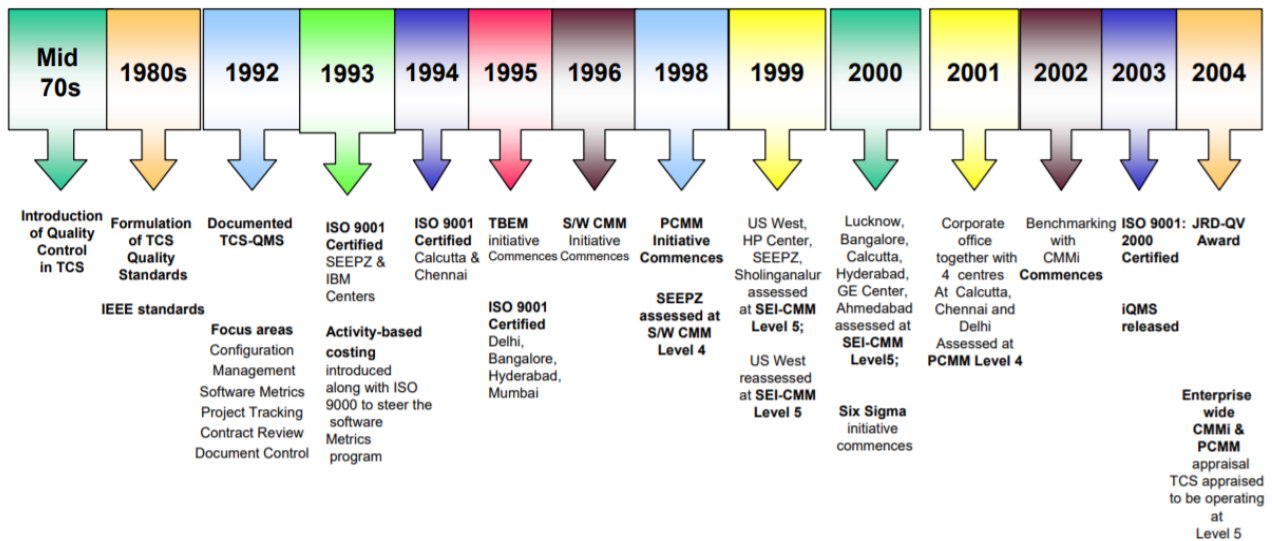 Mid
70s
1980s
1992
1993
1994
1995
1996
1998
1999
2000
2001
2002
2003
2004
Introduction
of Quality
Control
in TCS
Formulation
of TCS
Quality
Standards
IEEE standards
Documented
TCS-QMS
Focus areas
Configuration
Management
Software Metrics
Project Tracking
Contract Review
Document Control
ISO 9001
Certified
SEEPZ &
IBM
Centers
Activity-based
costing
introduced
along with ISO
9000 to steer the
software
Metrics
program
ISO 9001
Certified
Calcutta &
Chennai
TBEM
initiative
Commences
ISO 9001
Certified
Delhi,
Bangalore,
Hyderabad,
Mumbai
S/W CMM
Initiative
Commences
PCMM
Initiative
Commences
SEEPZ
assessed at
S/W CMM
Level 4
US West,
HP Center,
SEEPZ,
Sholinganalur
assessed
at SEI-CMM
Level 5;
US West
reassessed
at SEI-CMM
Level 5
Lucknow,
Bangalore,
Calcutta,
Hyderabad,
GE Center,
Ahmedabad
assessed at
SEI-CMM
Level5;
Six Sigma
initiative
commences
Corporate
office
together with
4 centres
At Calcutta,
Chennai and
Delhi
Assessed at
PCMM Level 4
Benchmarking
with
CMMi
Commences
ISO 9001:
2000
Certified
iQMS
released
JRD-QV
Award
Enterprise
wide
CMMi &
PCMM
appraisal
TCS appraised
to be operating
at
Level 5